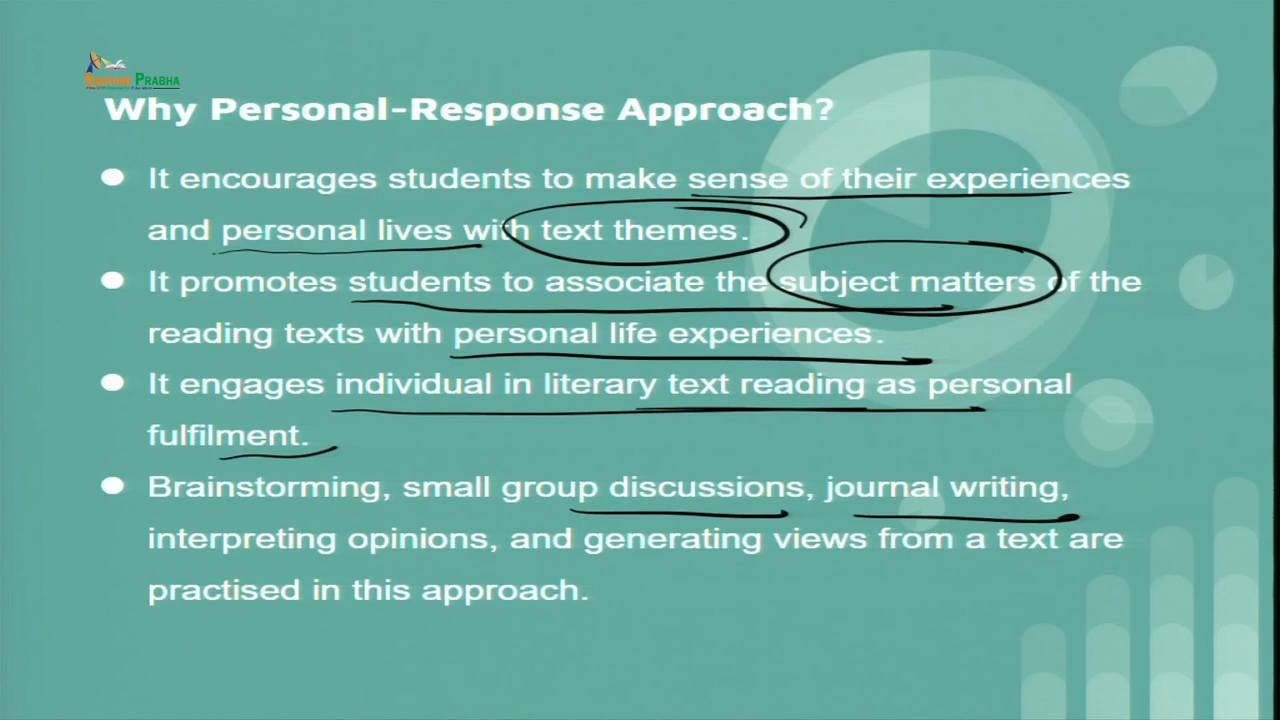 SWAYAM PRABHA
Why Personal-Response Approach?
It encourages students to make sense of their experiences
and personal lives with text themes.
It promotes students to associate the subject matters of the
reading texts with personal life experiences.
It engages individual in literary text reading as personal
fulfilment.
Brainstorming, small group discussions, journal writing,
interpreting opinions, and generating views from a text are
practised in this approach.